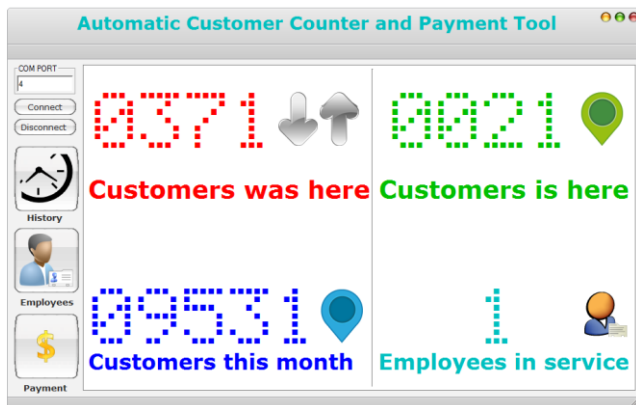 Automatic Customer Counter and Payment Tool
COM PORT
4
Connect
Disconnect
History
Employees
Payment
0371
Customers was here
0021
Customers is here
09531
Customers this month
1
Employees in service